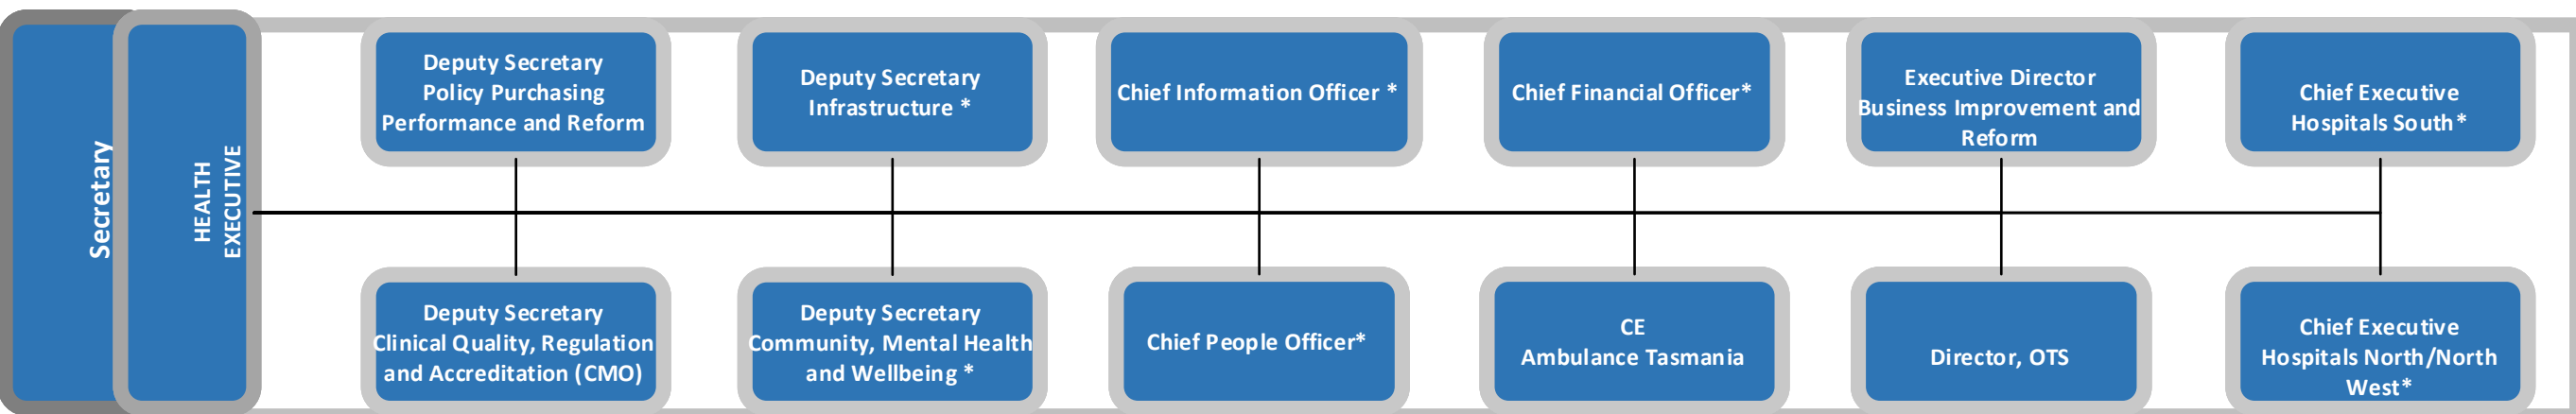 Secretary
HEALTH
EXECUTIVE
Deputy Secretary
Policy Purchasing
Performance and Reform
Deputy Secretary
Infrastructure *
Chief Information Officer *
Chief Financial Officer*
Executive Director
Business Improvement and
Reform
Chief Executive
Hospitals South*
Deputy Secretary
Clinical Quality, Regulation
and Accreditation (CMO)
Deputy Secretary
Community, Mental Health
and Wellbeing *
Chief People Officer*
CE
Ambulance Tasmania
Director, OTS
Chief Executive
Hospitals North/North
West*